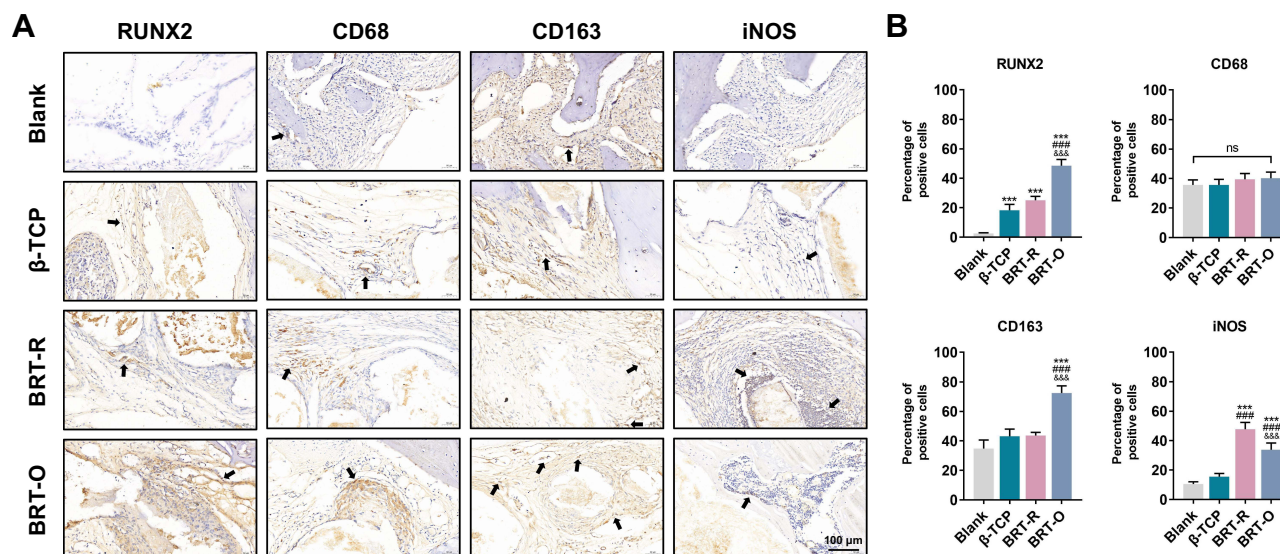 A
RUNX2 CD68 CD163 iNOS
Blank
β-TCP
BRT-R
BRT-O
100 μm
B
RUNX2
Percentage of
positive cells
100
80
60
40
20
0
***
***
***
###
&&&
Blank
β-TCP
BRT-R
BRT-O
CD68
Percentage of
positive cells
100
80
60
40
20
0
ns
Blank
β-TCP
BRT-R
BRT-O
CD163
Percentage of
positive cells
100
80
60
40
20
0
***
###
&&&
Blank
β-TCP
BRT-R
BRT-O
iNOS
Percentage of
positive cells
100
80
60
40
20
0
***
###
***
###
&&&
Blank
β-TCP
BRT-R
BRT-O